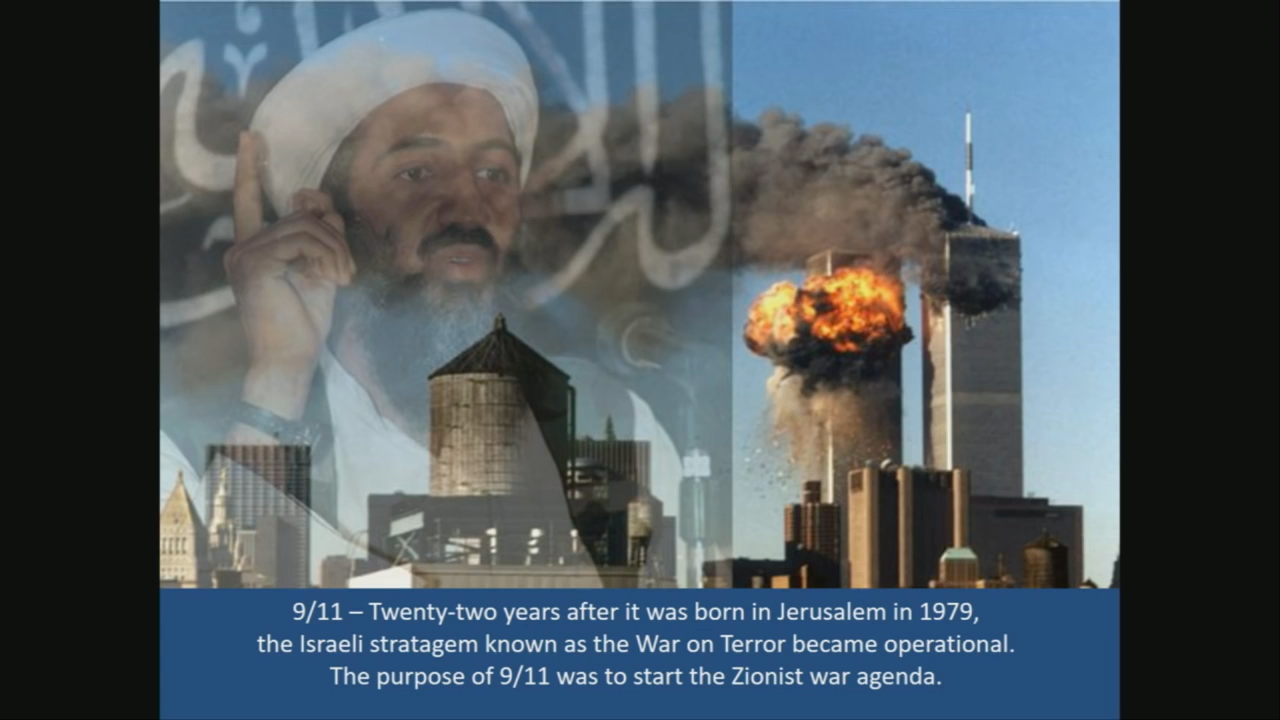 9/11 – Twenty-two years after it was born in Jerusalem in 1979,
the Israeli stratagem known as the War on Terror became operational.
The purpose of 9/11 was to start the Zionist war agenda.